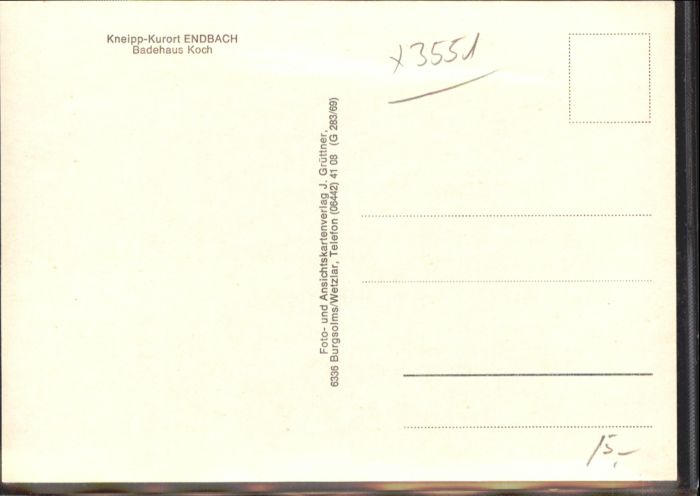 Kneipp-Kurort ENDBACH
Badehaus Koch
x3551
Foto- und Ansichtskartenverlag J. Grüttner,
6336 Burgsolms/Wetzlar, Telefon (06442) 41 08 (G 283/69)
15,-